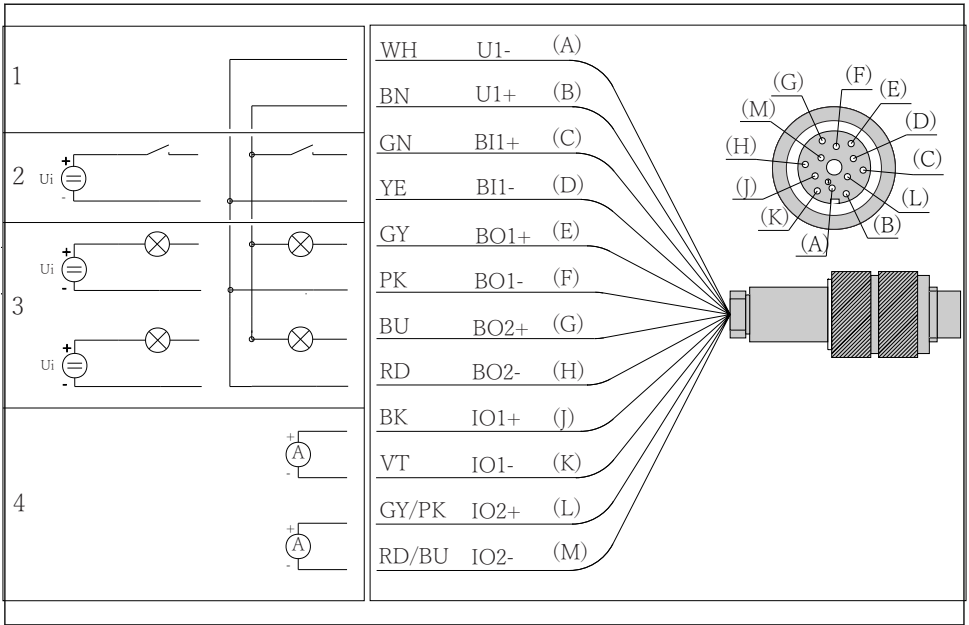 1
2
+
Ui
-
3
+
Ui
-
+
Ui
-
4
+
A
-
+
A
-
WH U1- (A)
BN U1+ (B)
GN BI1+ (C)
YE BI1- (D)
GY BO1+ (E)
PK BO1- (F)
BU BO2+ (G)
RD BO2- (H)
BK IO1+ (J)
VT IO1- (K)
GY/PK IO2+ (L)
RD/BU IO2- (M)
(F)
(G) (E)
(M) (D)
(H) (C)
(J) (L)
(K) (B)
(A)